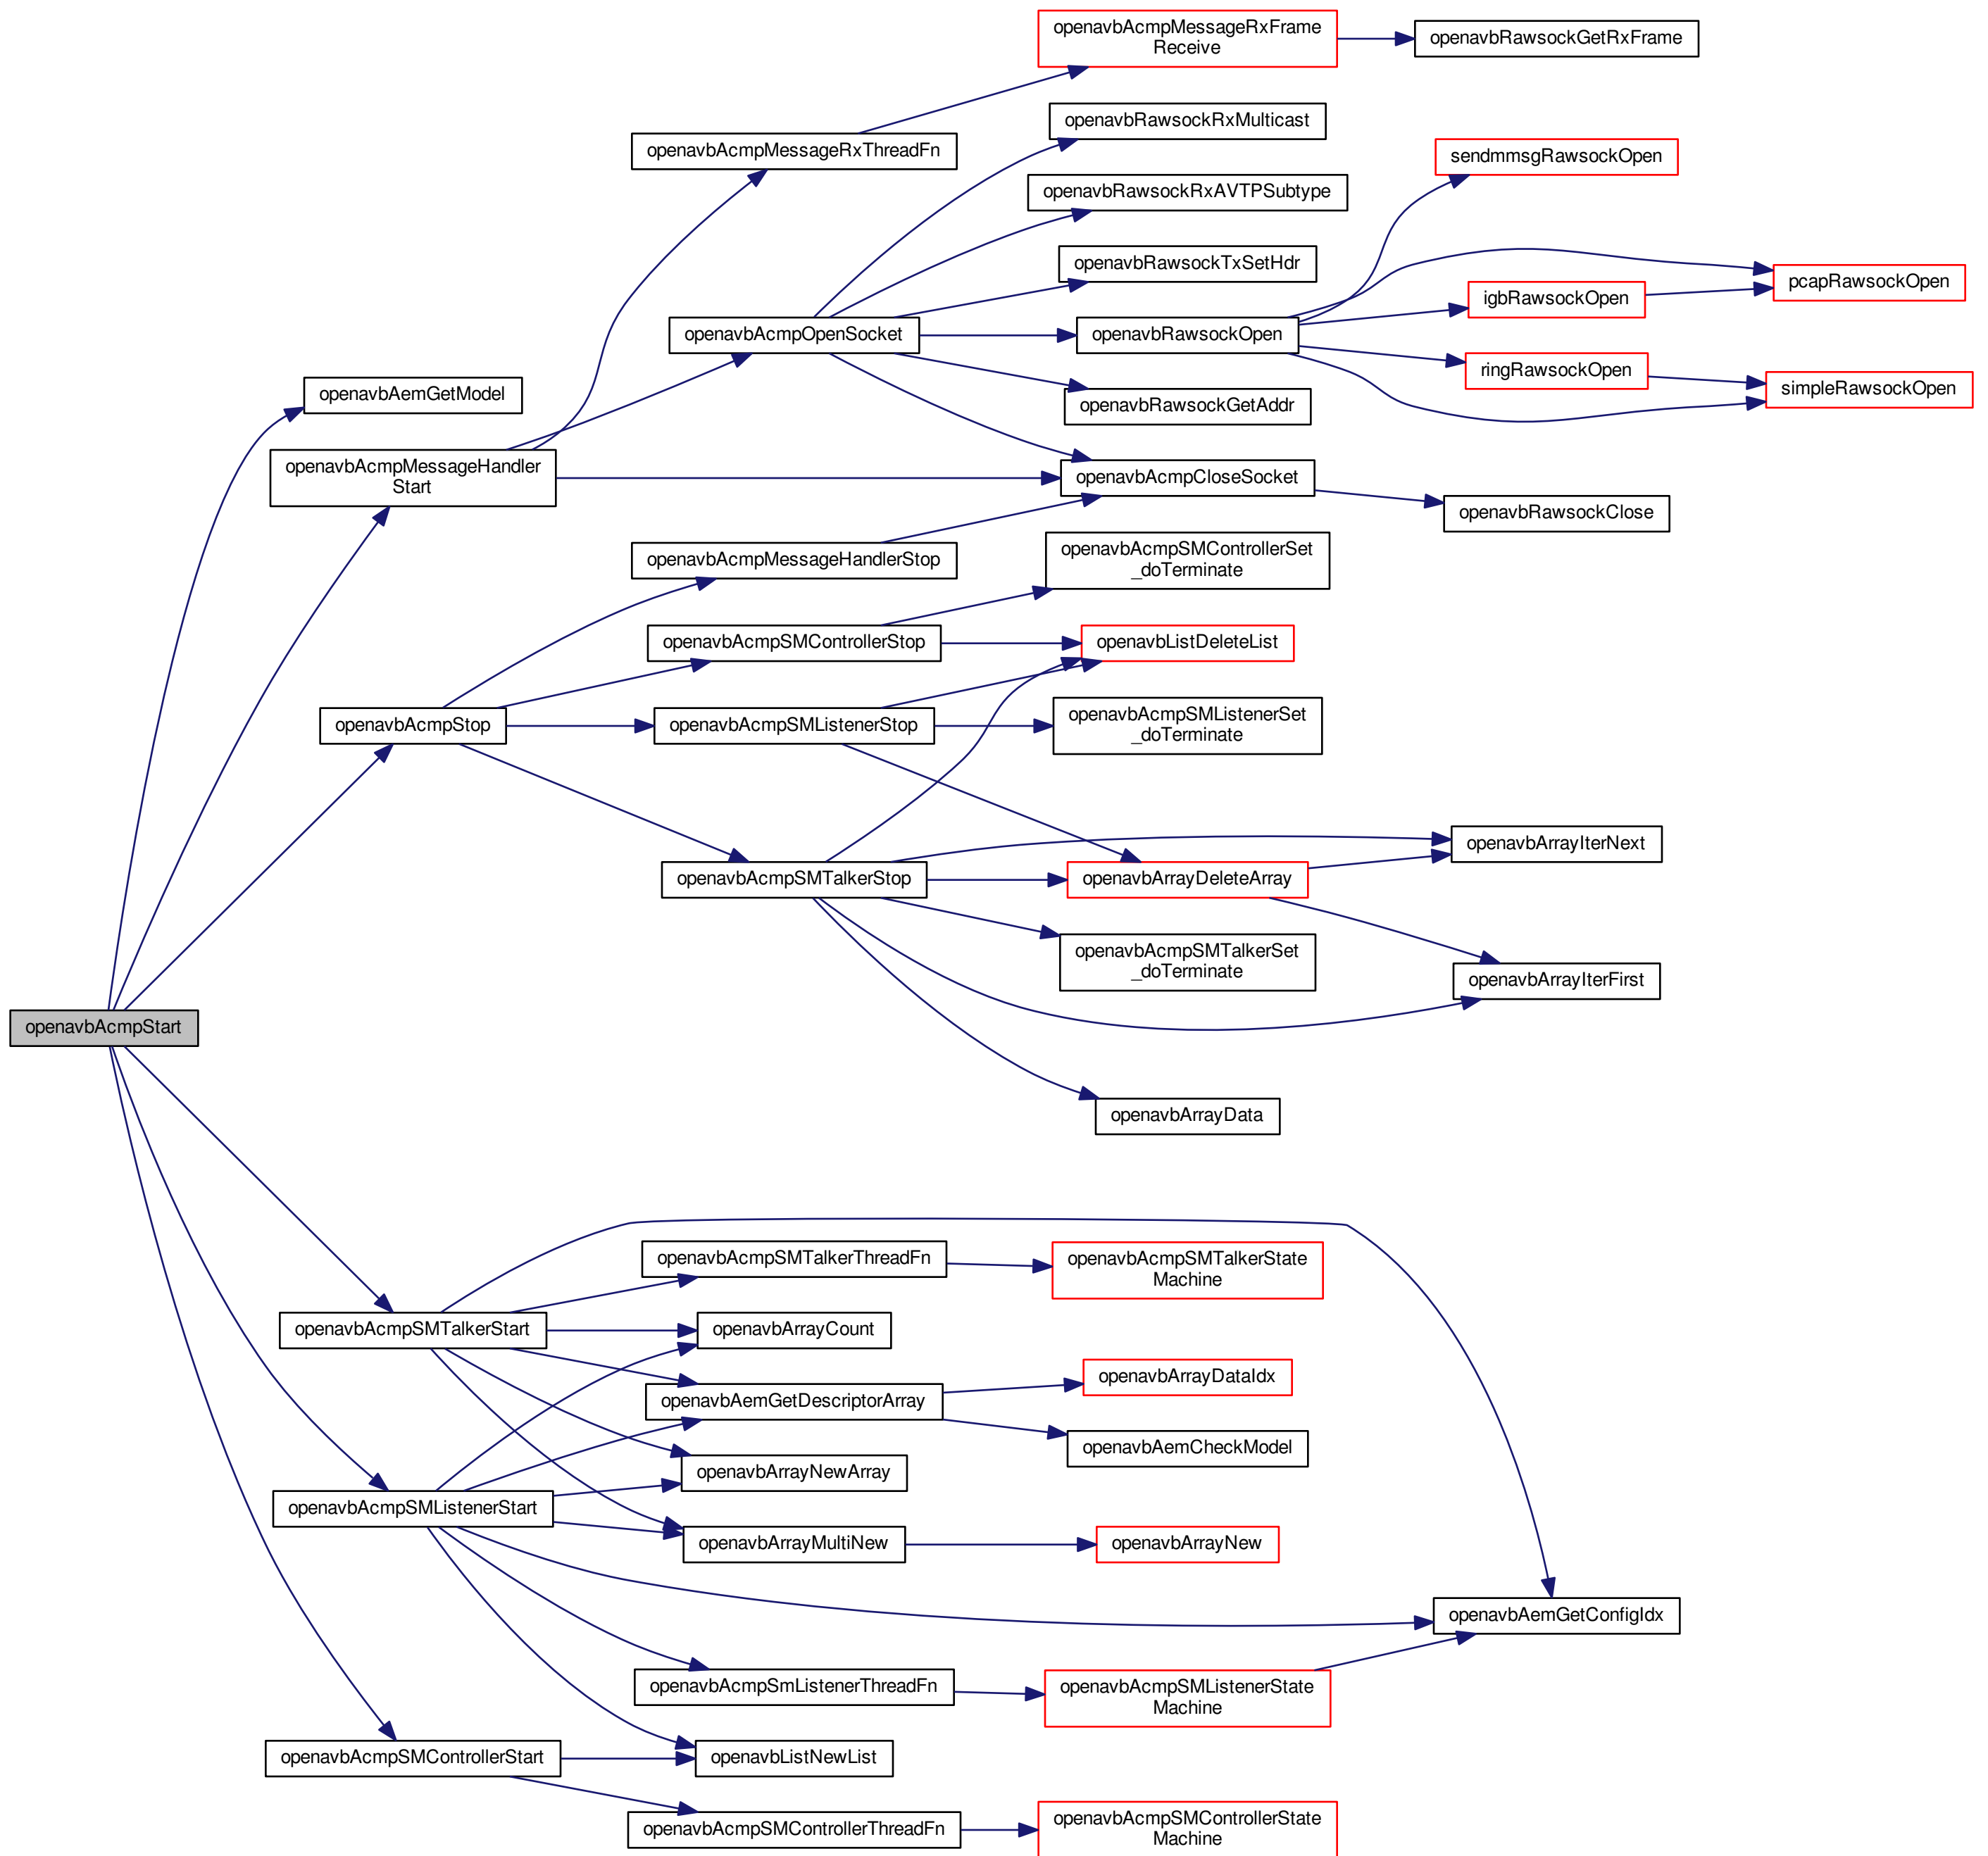 openavbAcmpMessageRxFrame
Receive
openavbRawsockGetRxFrame
openavbRawsockRxMulticast
openavbAcmpMessageRxThreadFn
sendmmsgRawsockOpen
openavbRawsockRxAVTPSubtype
openavbRawsockTxSetHdr
pcapRawsockOpen
igbRawsockOpen
openavbAcmpOpenSocket
openavbRawsockOpen
ringRawsockOpen
simpleRawsockOpen
openavbAemGetModel
openavbRawsockGetAddr
openavbAcmpMessageHandler
Start
openavbAcmpCloseSocket
openavbRawsockClose
openavbAcmpMessageHandlerStop
openavbAcmpSMControllerSet
_doTerminate
openavbAcmpSMControllerStop
openavbListDeleteList
openavbAcmpStop
openavbAcmpSMListenerStop
openavbAcmpSMListenerSet
_doTerminate
openavbArrayIterNext
openavbAcmpSMTalkerStop
openavbArrayDeleteArray
openavbAcmpSMTalkerSet
_doTerminate
openavbArrayIterFirst
openavbAcmpStart
openavbArrayData
openavbAcmpSMTalkerThreadFn
openavbAcmpSMTalkerState
Machine
openavbAcmpSMTalkerStart
openavbArrayCount
openavbArrayDataIdx
openavbAemGetDescriptorArray
openavbAemCheckModel
openavbArrayNewArray
openavbAcmpSMListenerStart
openavbArrayMultiNew
openavbArrayNew
openavbAemGetConfigIdx
openavbAcmpSmListenerThreadFn
openavbAcmpSMListenerState
Machine
openavbAcmpSMControllerStart
openavbListNewList
openavbAcmpSMControllerThreadFn
openavbAcmpSMControllerState
Machine